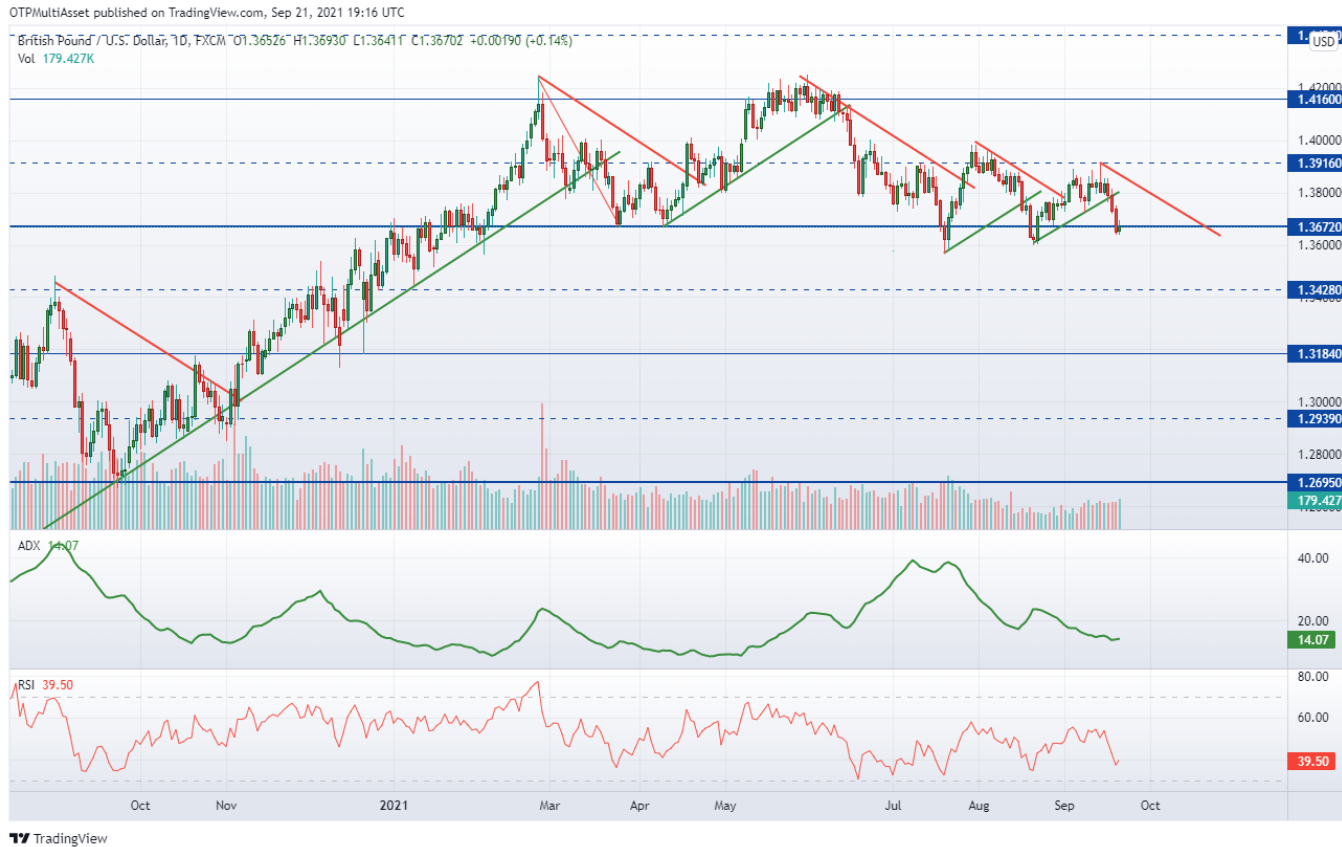 OTPMultiAsset published on TradingView.com, Sep 21, 2021 19:16 UTC
British Pound / U.S. Dollar, 1D, FXCM O1.36526 H1.36930 L1.36411 C1.36702 +0.00190 (+0.14%)
USD
Vol 179.427K
1.42000
1.41600
1.40000
1.39160
1.38000
1.36720
1.36000
1.34280
1.31840
1.30000
1.29390
1.28000
1.26950
179.427
ADX 14.07
40.00
20.00
14.07
RSI 39.50
80.00
60.00
39.50
Oct Nov 2021 Mar Apr May Jul Aug Sep Oct
TradingView